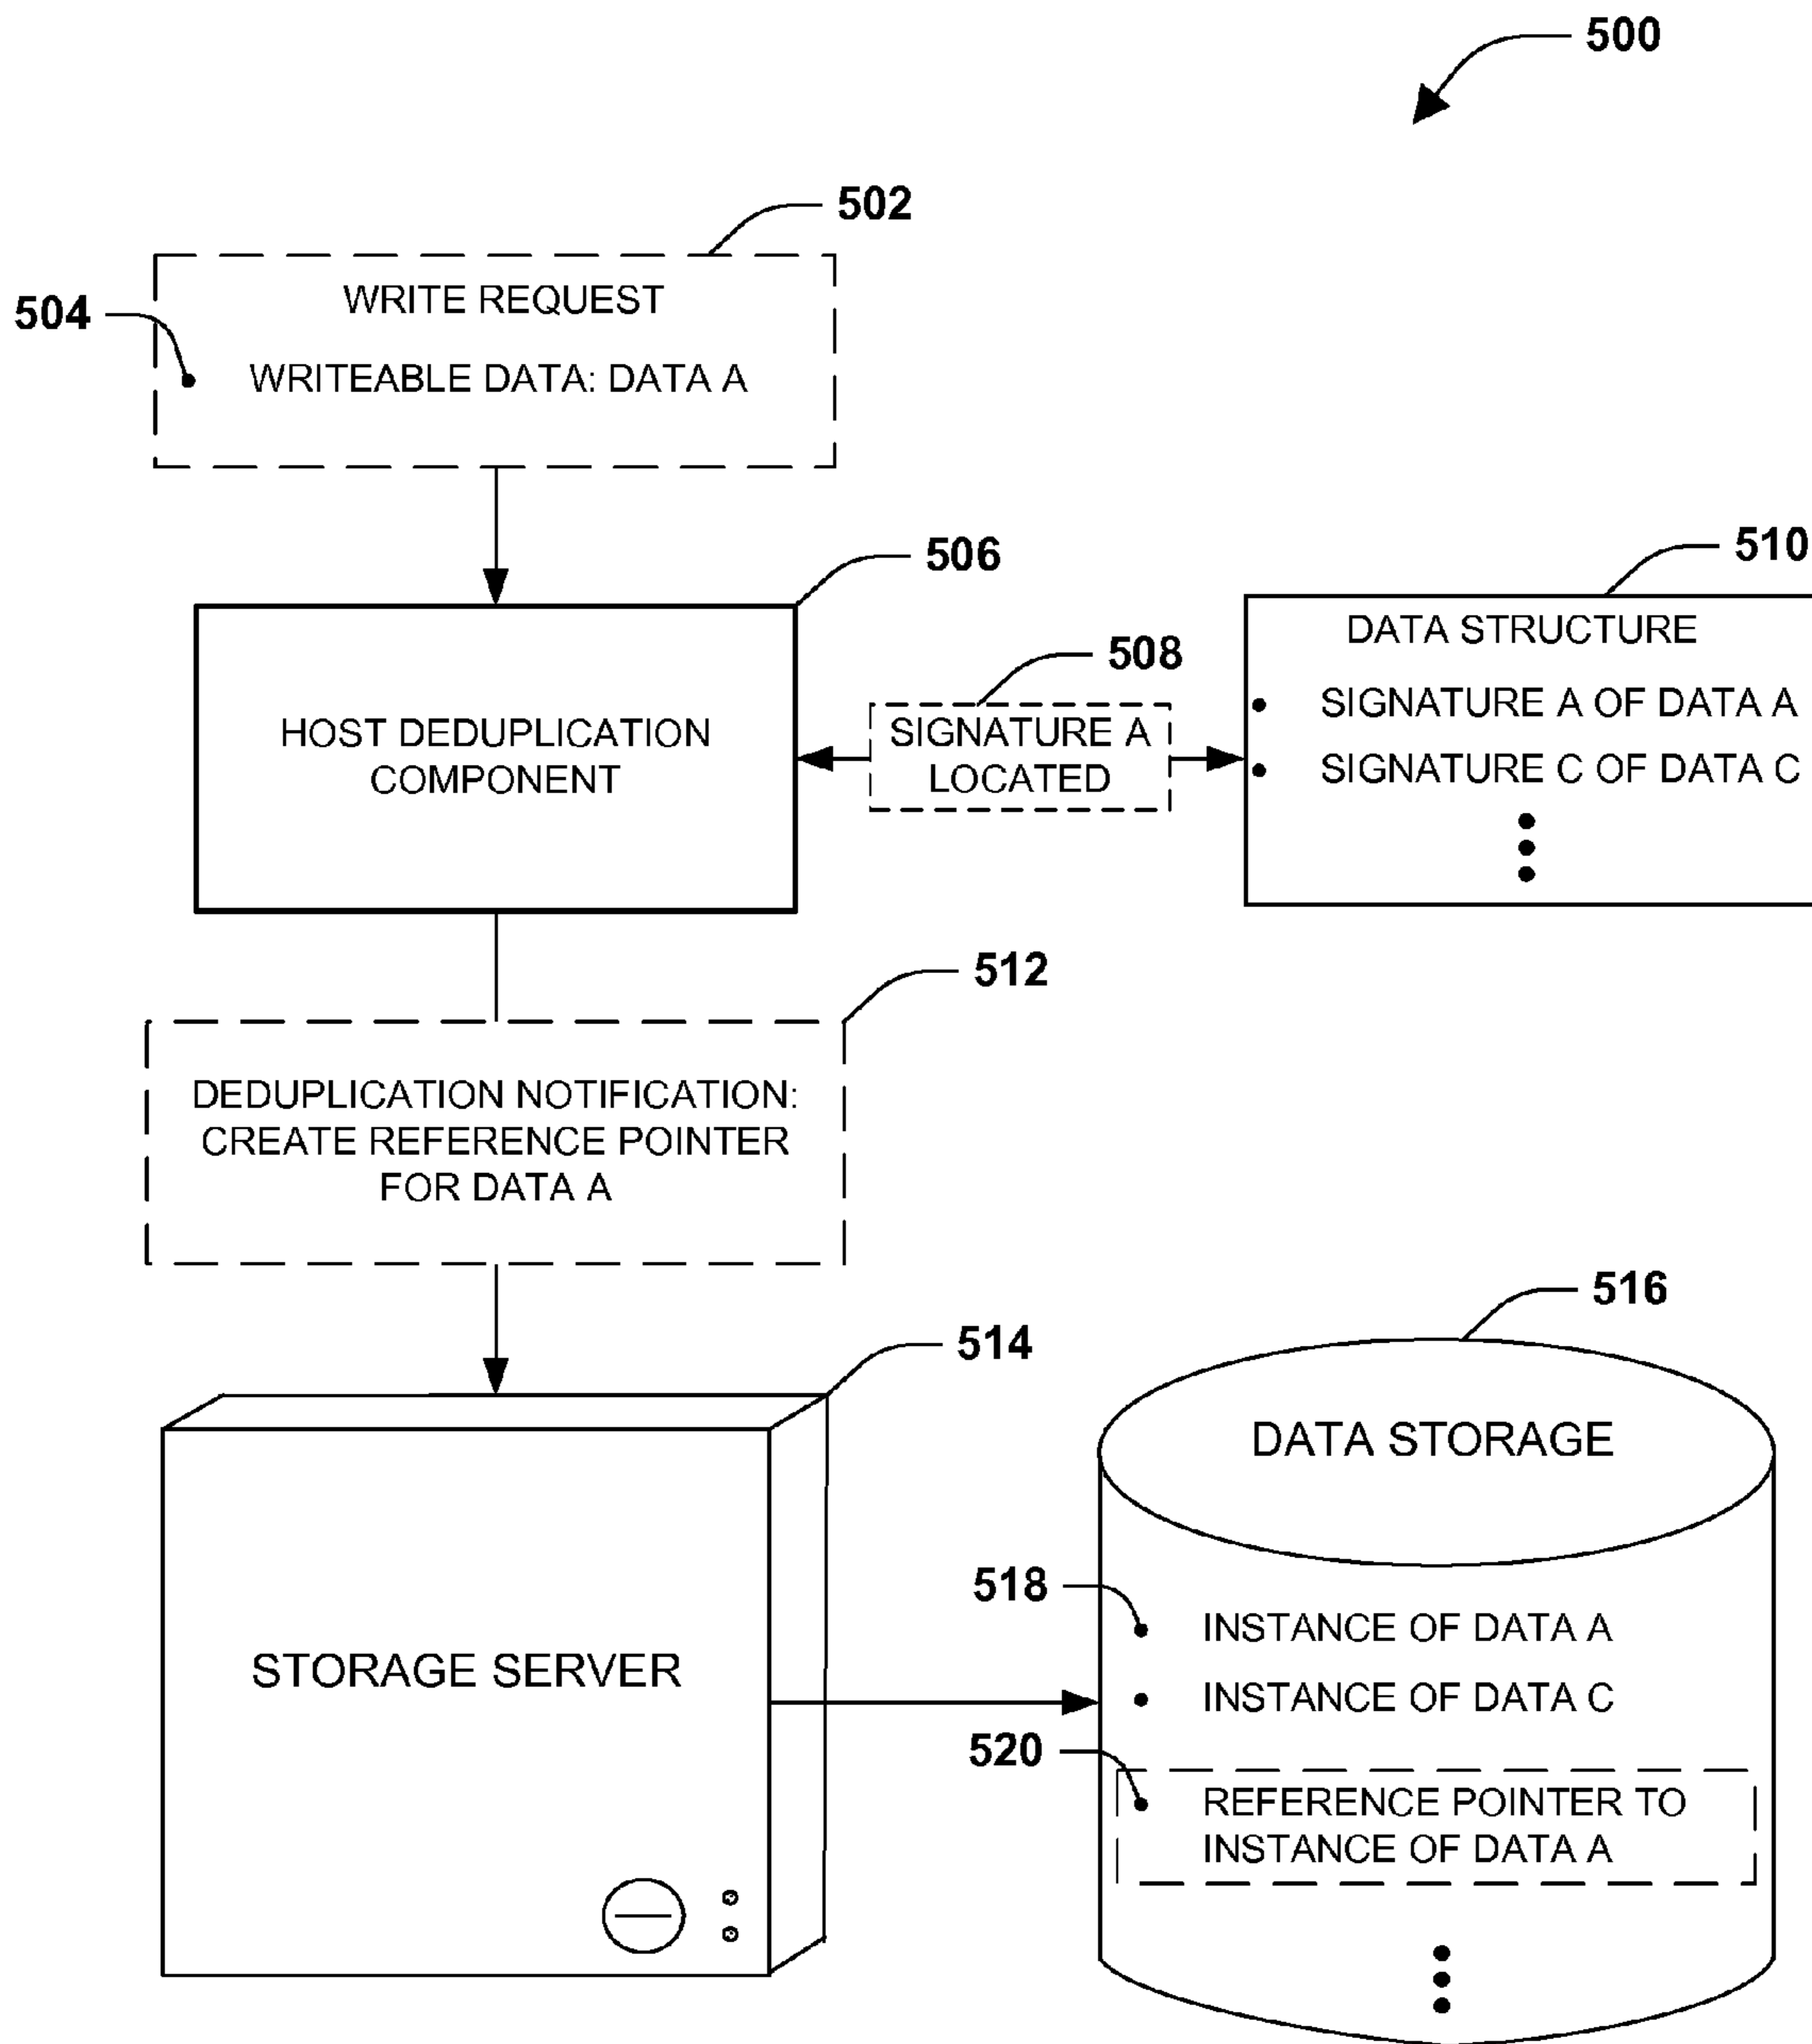 500
502
504
WRITE REQUEST
• WRITEABLE DATA: DATA A
506
510
508
HOST DEDUPLICATION
COMPONENT
SIGNATURE A
LOCATED
DATA STRUCTURE
• SIGNATURE A OF DATA A
• SIGNATURE C OF DATA C
512
DEDUPLICATION NOTIFICATION:
CREATE REFERENCE POINTER
FOR DATA A
514
516
STORAGE SERVER
DATA STORAGE
518
• INSTANCE OF DATA A
• INSTANCE OF DATA C
520
• REFERENCE POINTER TO
INSTANCE OF DATA A